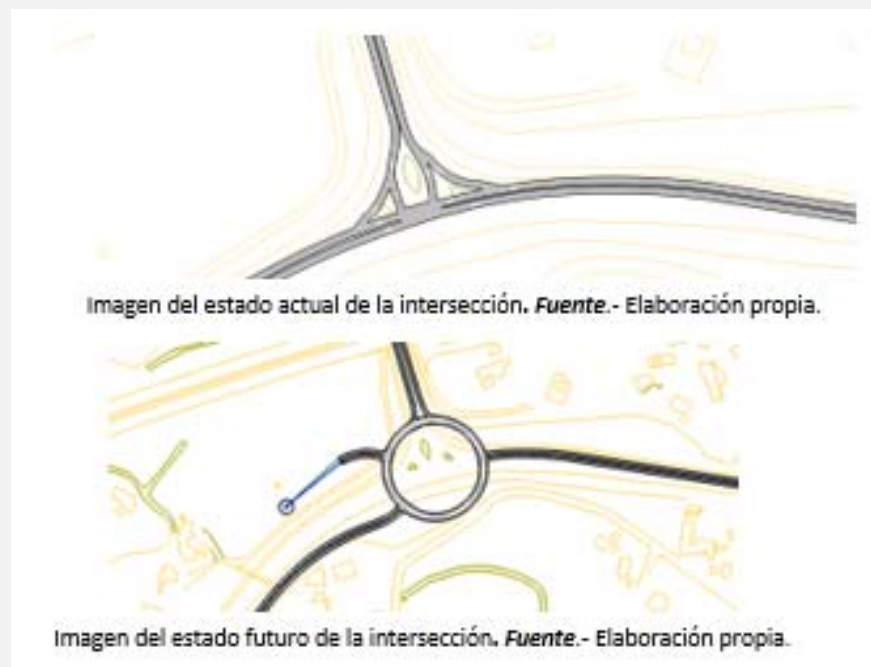 Imagen del estado actual de la intersección. Fuente.- Elaboración propia.
Imagen del estado futuro de la intersección. Fuente.- Elaboración propia.